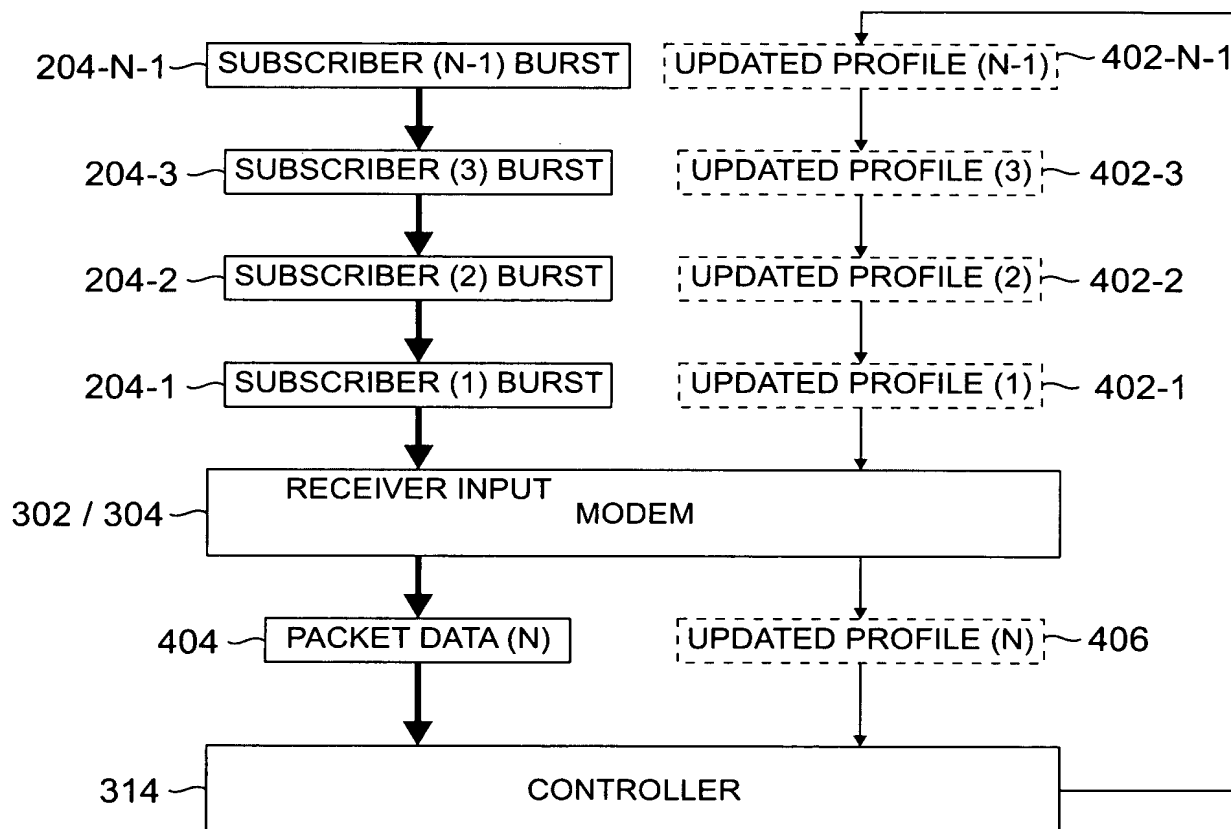 204-N-1 SUBSCRIBER (N-1) BURST UPDATED PROFILE (N-1) 402-N-1
204-3 SUBSCRIBER (3) BURST UPDATED PROFILE (3) 402-3
204-2 SUBSCRIBER (2) BURST UPDATED PROFILE (2) 402-2
204-1 SUBSCRIBER (1) BURST UPDATED PROFILE (1) 402-1
RECEIVER INPUT
302 / 304 MODEM
404 PACKET DATA (N) UPDATED PROFILE (N) 406
314 CONTROLLER